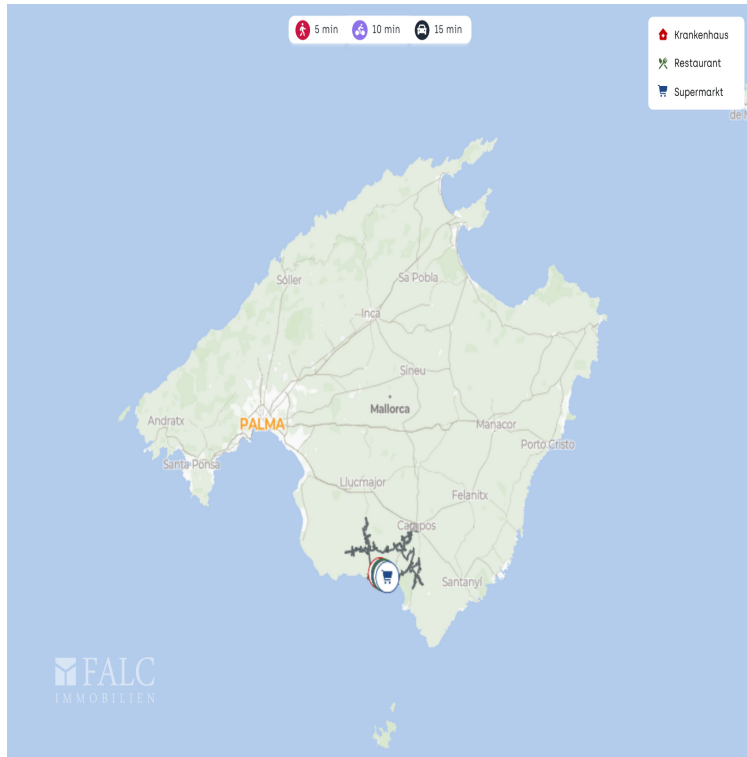 5 min 10 min 15 min
Krankenhaus
Restaurant
Supermarkt
Sóller
Sa Pobla
Inca
Sineu
Mallorca
Andratx
PALMA
Manacor
Porto Cristo
Santa Ponsa
Llucmajor
Felanitx
Campos
Santanyí
FALC
IMMOBILIEN